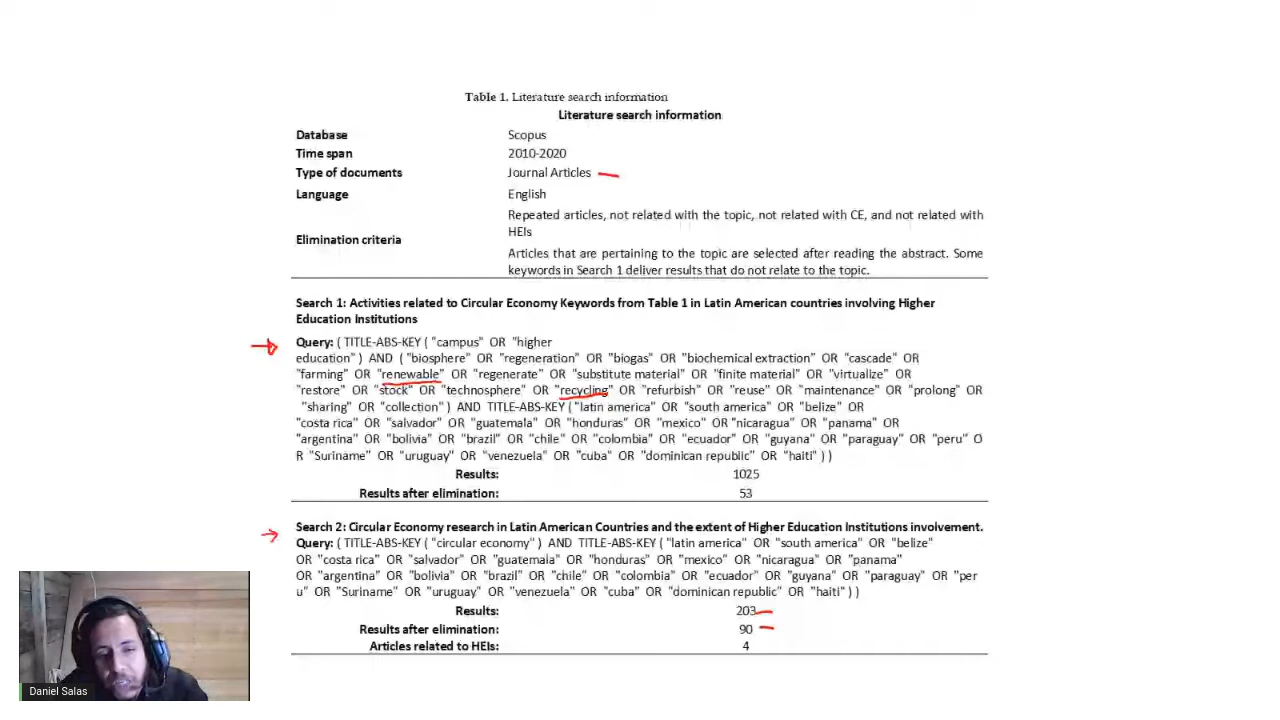 Table 1. Literature search information
Literature search information
Database Scopus
Time span 2010-2020
Type of documents Journal Articles
Language English
Elimination criteria
Repeated articles, not related with the topic, not related with CE, and not related with
HEIs
Articles that are pertaining to the topic are selected after reading the abstract. Some
keywords in Search 1 deliver results that do not relate to the topic.
Search 1: Activities related to Circular Economy Keywords from Table 1 in Latin American countries involving Higher
Education Institutions
Query: ( TITLE-ABS-KEY ( "campus" OR "higher
education" ) AND ( "biosphere" OR "regeneration" OR "biogas" OR "biochemical extraction" OR "cascade" OR
"farming" OR "renewable" OR "regenerate" OR "substitute material" OR "finite material" OR "virtualize" OR
"restore" OR "stock" OR "technosphere" OR "recycling" OR "refurbish" OR "reuse" OR "maintenance" OR "prolong" OR
"sharing" OR "collection" ) AND TITLE-ABS-KEY ( "latin america" OR "south america" OR "belize" OR
"costa rica" OR "salvador" OR "guatemala" OR "honduras" OR "mexico" OR "nicaragua" OR "panama" OR
"argentina" OR "bolivia" OR "brazil" OR "chile" OR "colombia" OR "ecuador" OR "guyana" OR "paraguay" OR "peru" O
R "Suriname" OR "uruguay" OR "venezuela" OR "cuba" OR "dominican republic" OR "haiti" ) )
Results: 1025
Results after elimination: 53
Search 2: Circular Economy research in Latin American Countries and the extent of Higher Education Institutions involvement.
Query: ( TITLE-ABS-KEY ( "circular economy" ) AND TITLE-ABS-KEY ( "latin america" OR "south america" OR "belize"
OR "costa rica" OR "salvador" OR "guatemala" OR "honduras" OR "mexico" OR "nicaragua" OR "panama"
OR "argentina" OR "bolivia" OR "brazil" OR "chile" OR "colombia" OR "ecuador" OR "guyana" OR "paraguay" OR "per
u" OR "Suriname" OR "uruguay" OR "venezuela" OR "cuba" OR "dominican republic" OR "haiti" ) )
Results: 203
Results after elimination: 90
Articles related to HEIs: 4
Daniel Salas